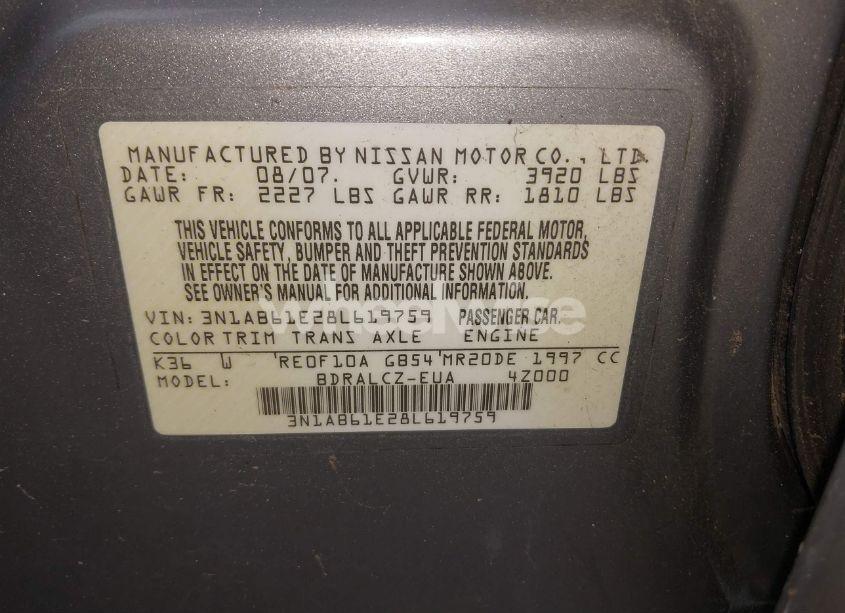 MANUFACTURED BY NISSAN MOTOR CO., LTD.
DATE: 08/07. GVWR: 3920 LBS
GAWR FR: 2227 LBS GAWR RR: 1810 LBS
THIS VEHICLE CONFORMS TO ALL APPLICABLE FEDERAL MOTOR
VEHICLE SAFETY, BUMPER AND THEFT PREVENTION STANDARDS
IN EFFECT ON THE DATE OF MANUFACTURE SHOWN ABOVE.
SEE OWNER'S MANUAL FOR ADDITIONAL INFORMATION.
VIN: 3N1AB61E28L619759 PASSENGER CAR.
COLOR TRIM TRANS AXLE ENGINE
K36 W RE0F10A GB54 MR20DE 1997 CC
MODEL: BDRALCZ-EUA 4Z000
3N1AB61E28L619759
wheelwise